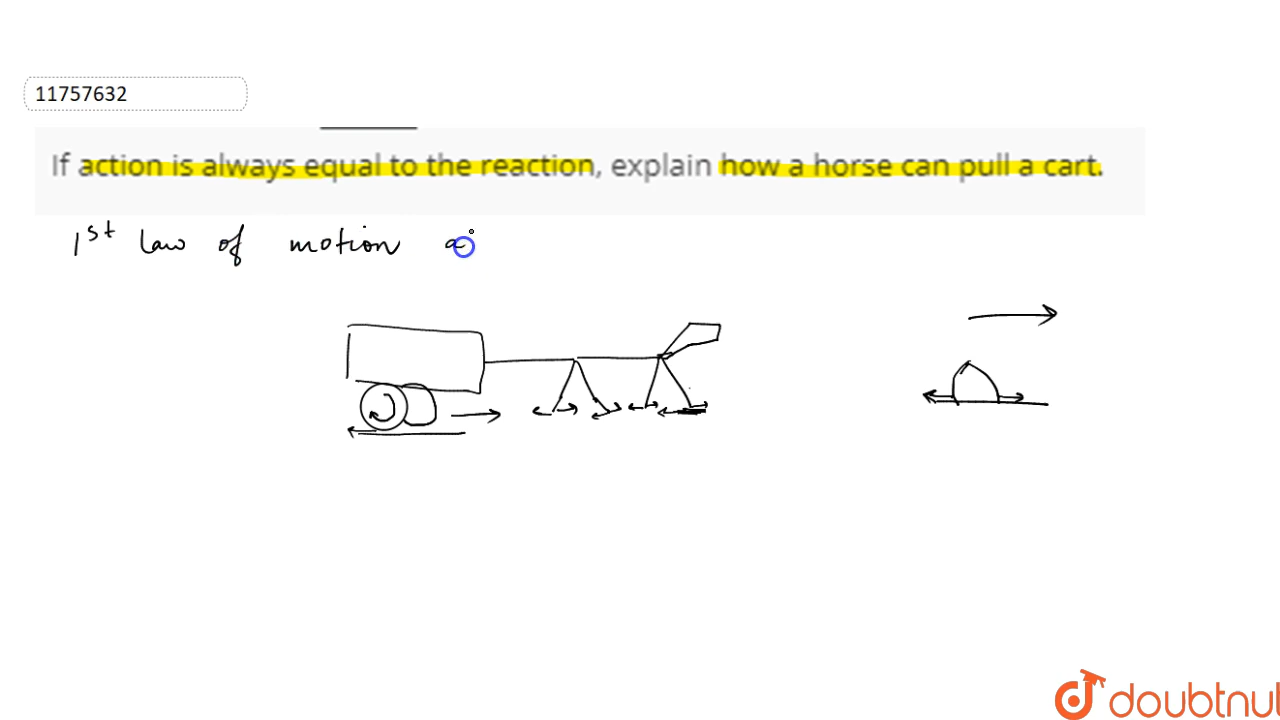 11757632
If action is always equal to the reaction, explain how a horse can pull a cart.
1st law of motion
doubtnut